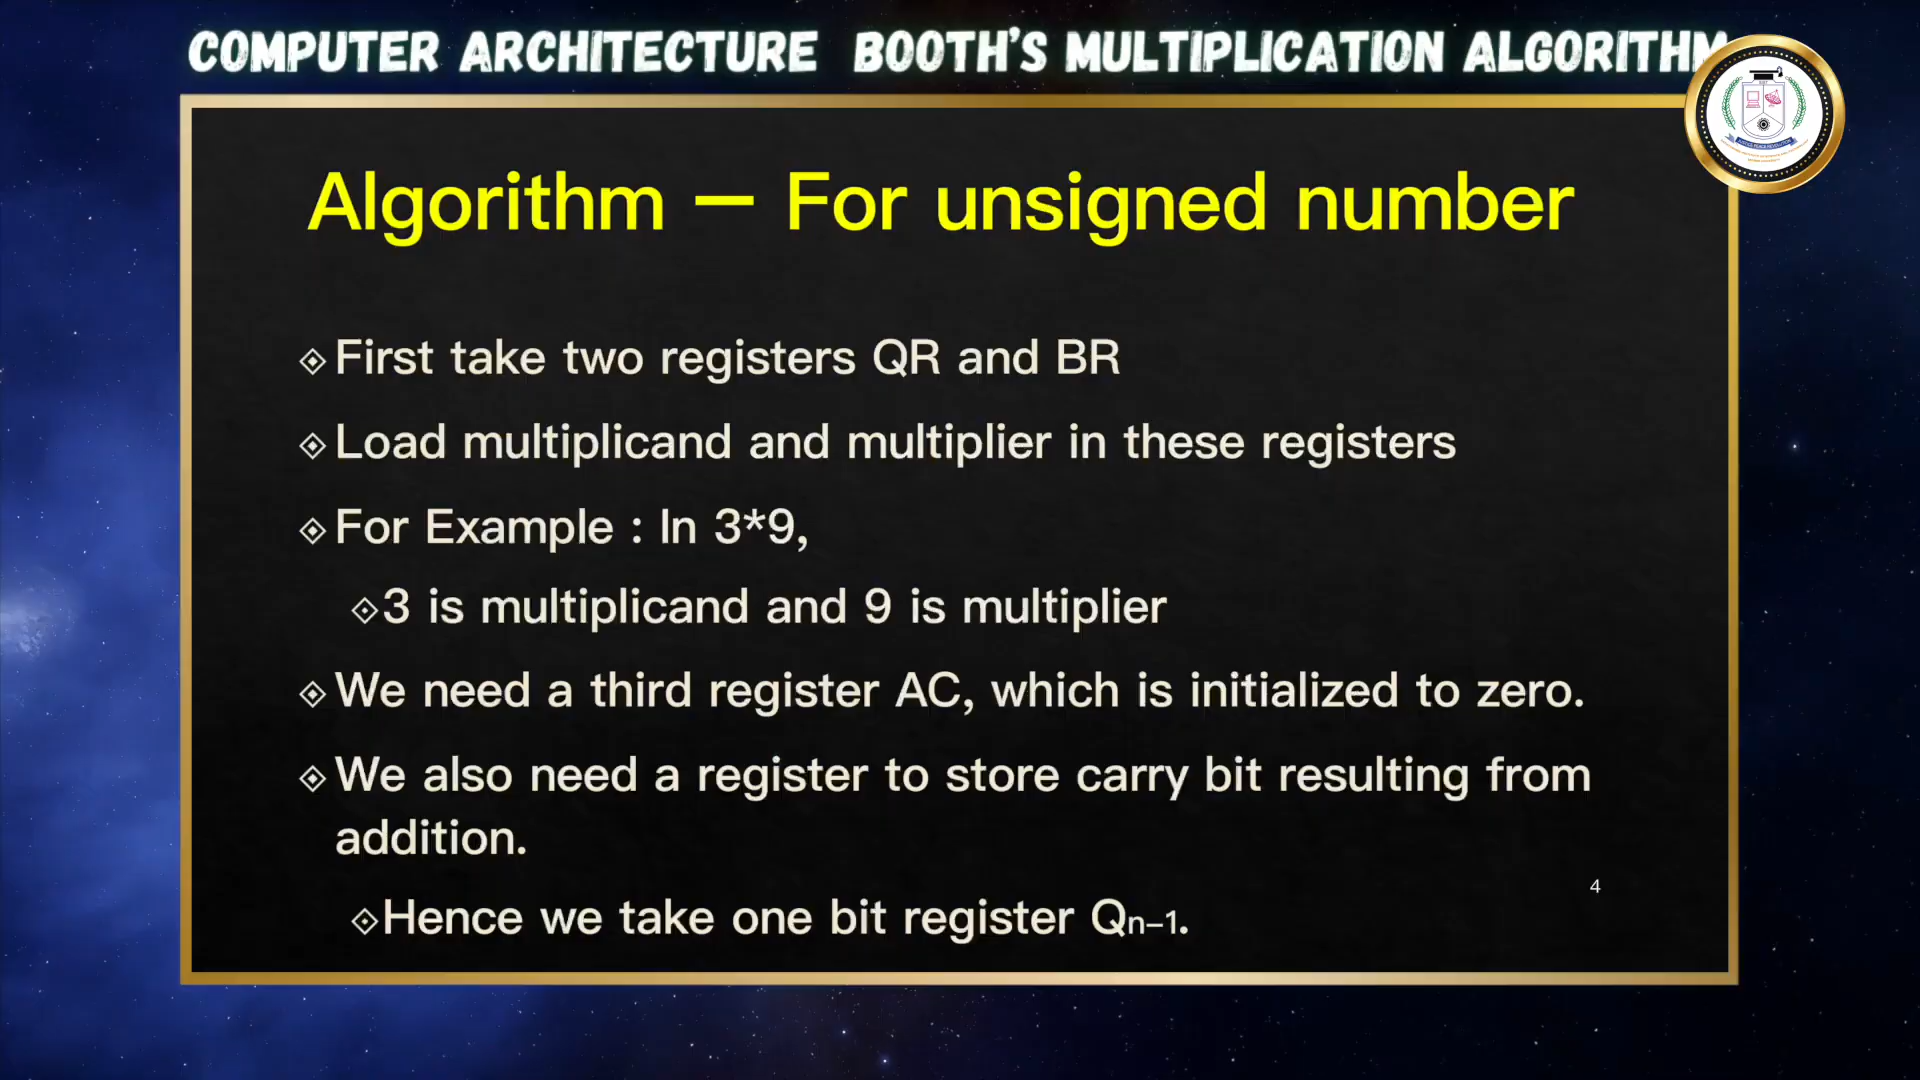 COMPUTER ARCHITECTURE BOOTH'S MULTIPLICATION ALGORITHM
Algorithm – For unsigned number
First take two registers QR and BR
Load multiplicand and multiplier in these registers
For Example : In 3*9,
3 is multiplicand and 9 is multiplier
We need a third register AC, which is initialized to zero.
We also need a register to store carry bit resulting from
addition.
Hence we take one bit register Qn-1.
4